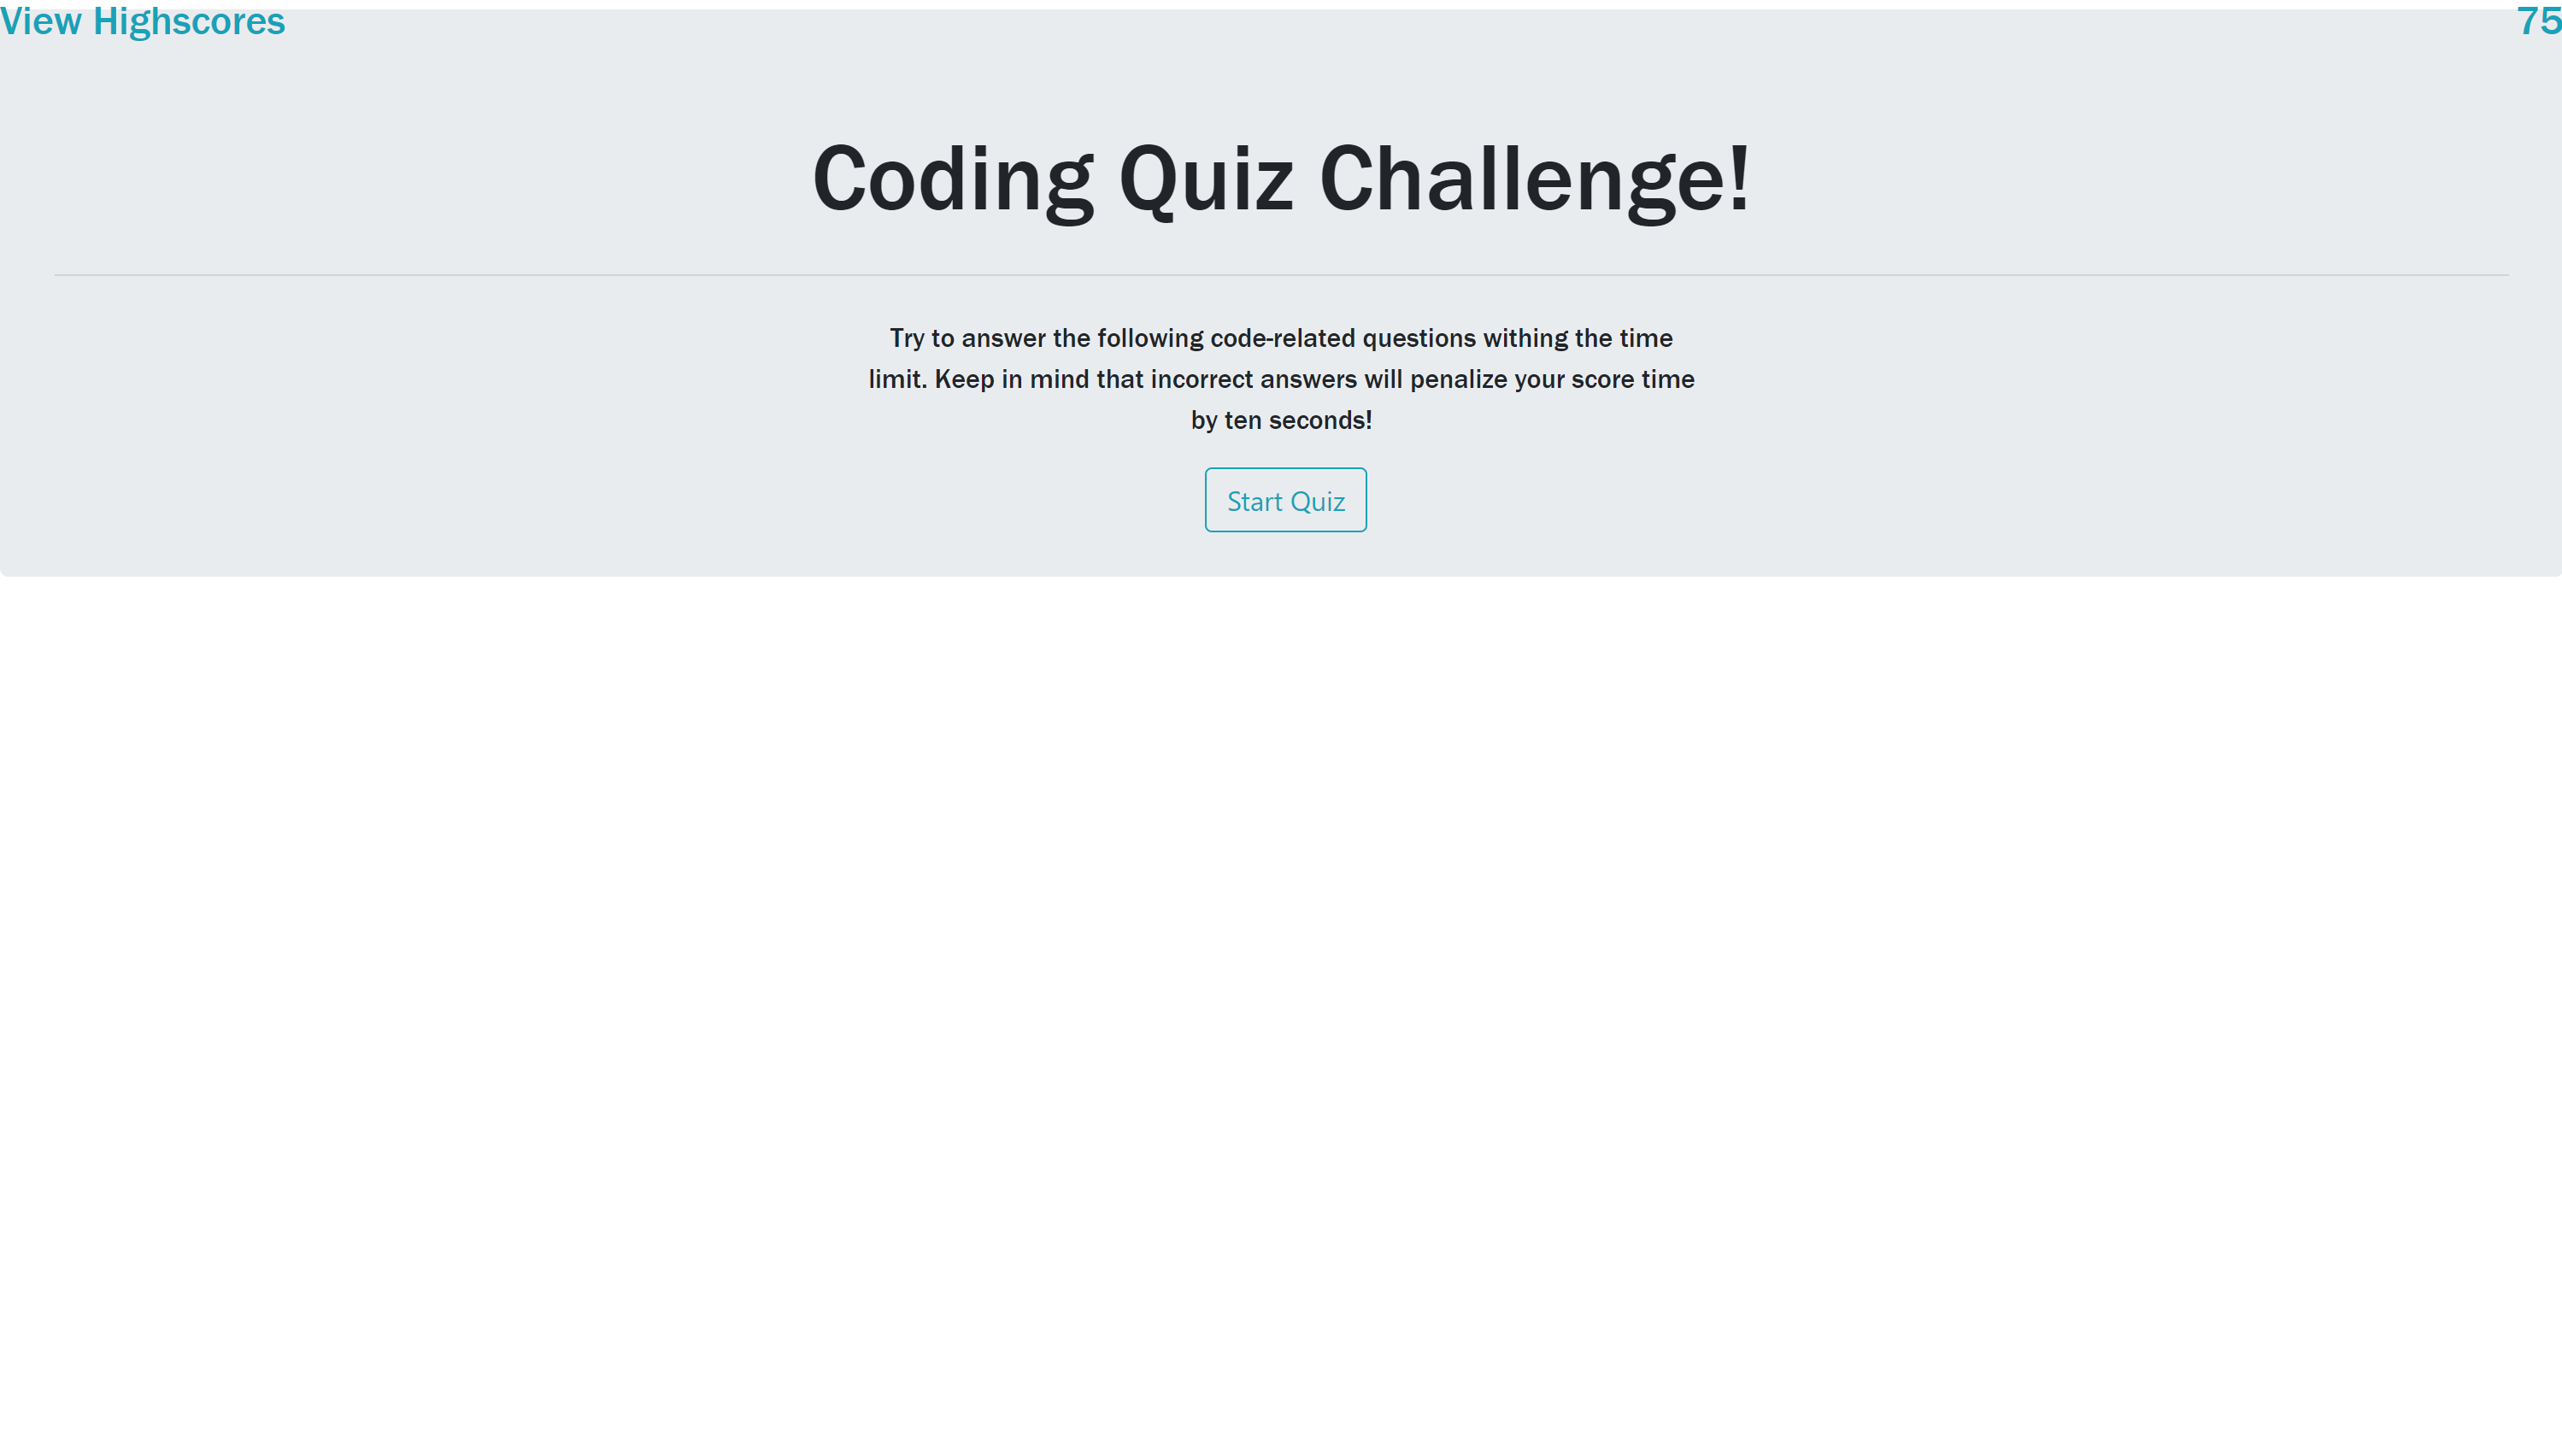 View Highscores
75
Coding Quiz Challenge!
Try to answer the following code-related questions withing the time
limit. Keep in mind that incorrect answers will penalize your score time
by ten seconds!
Start Quiz